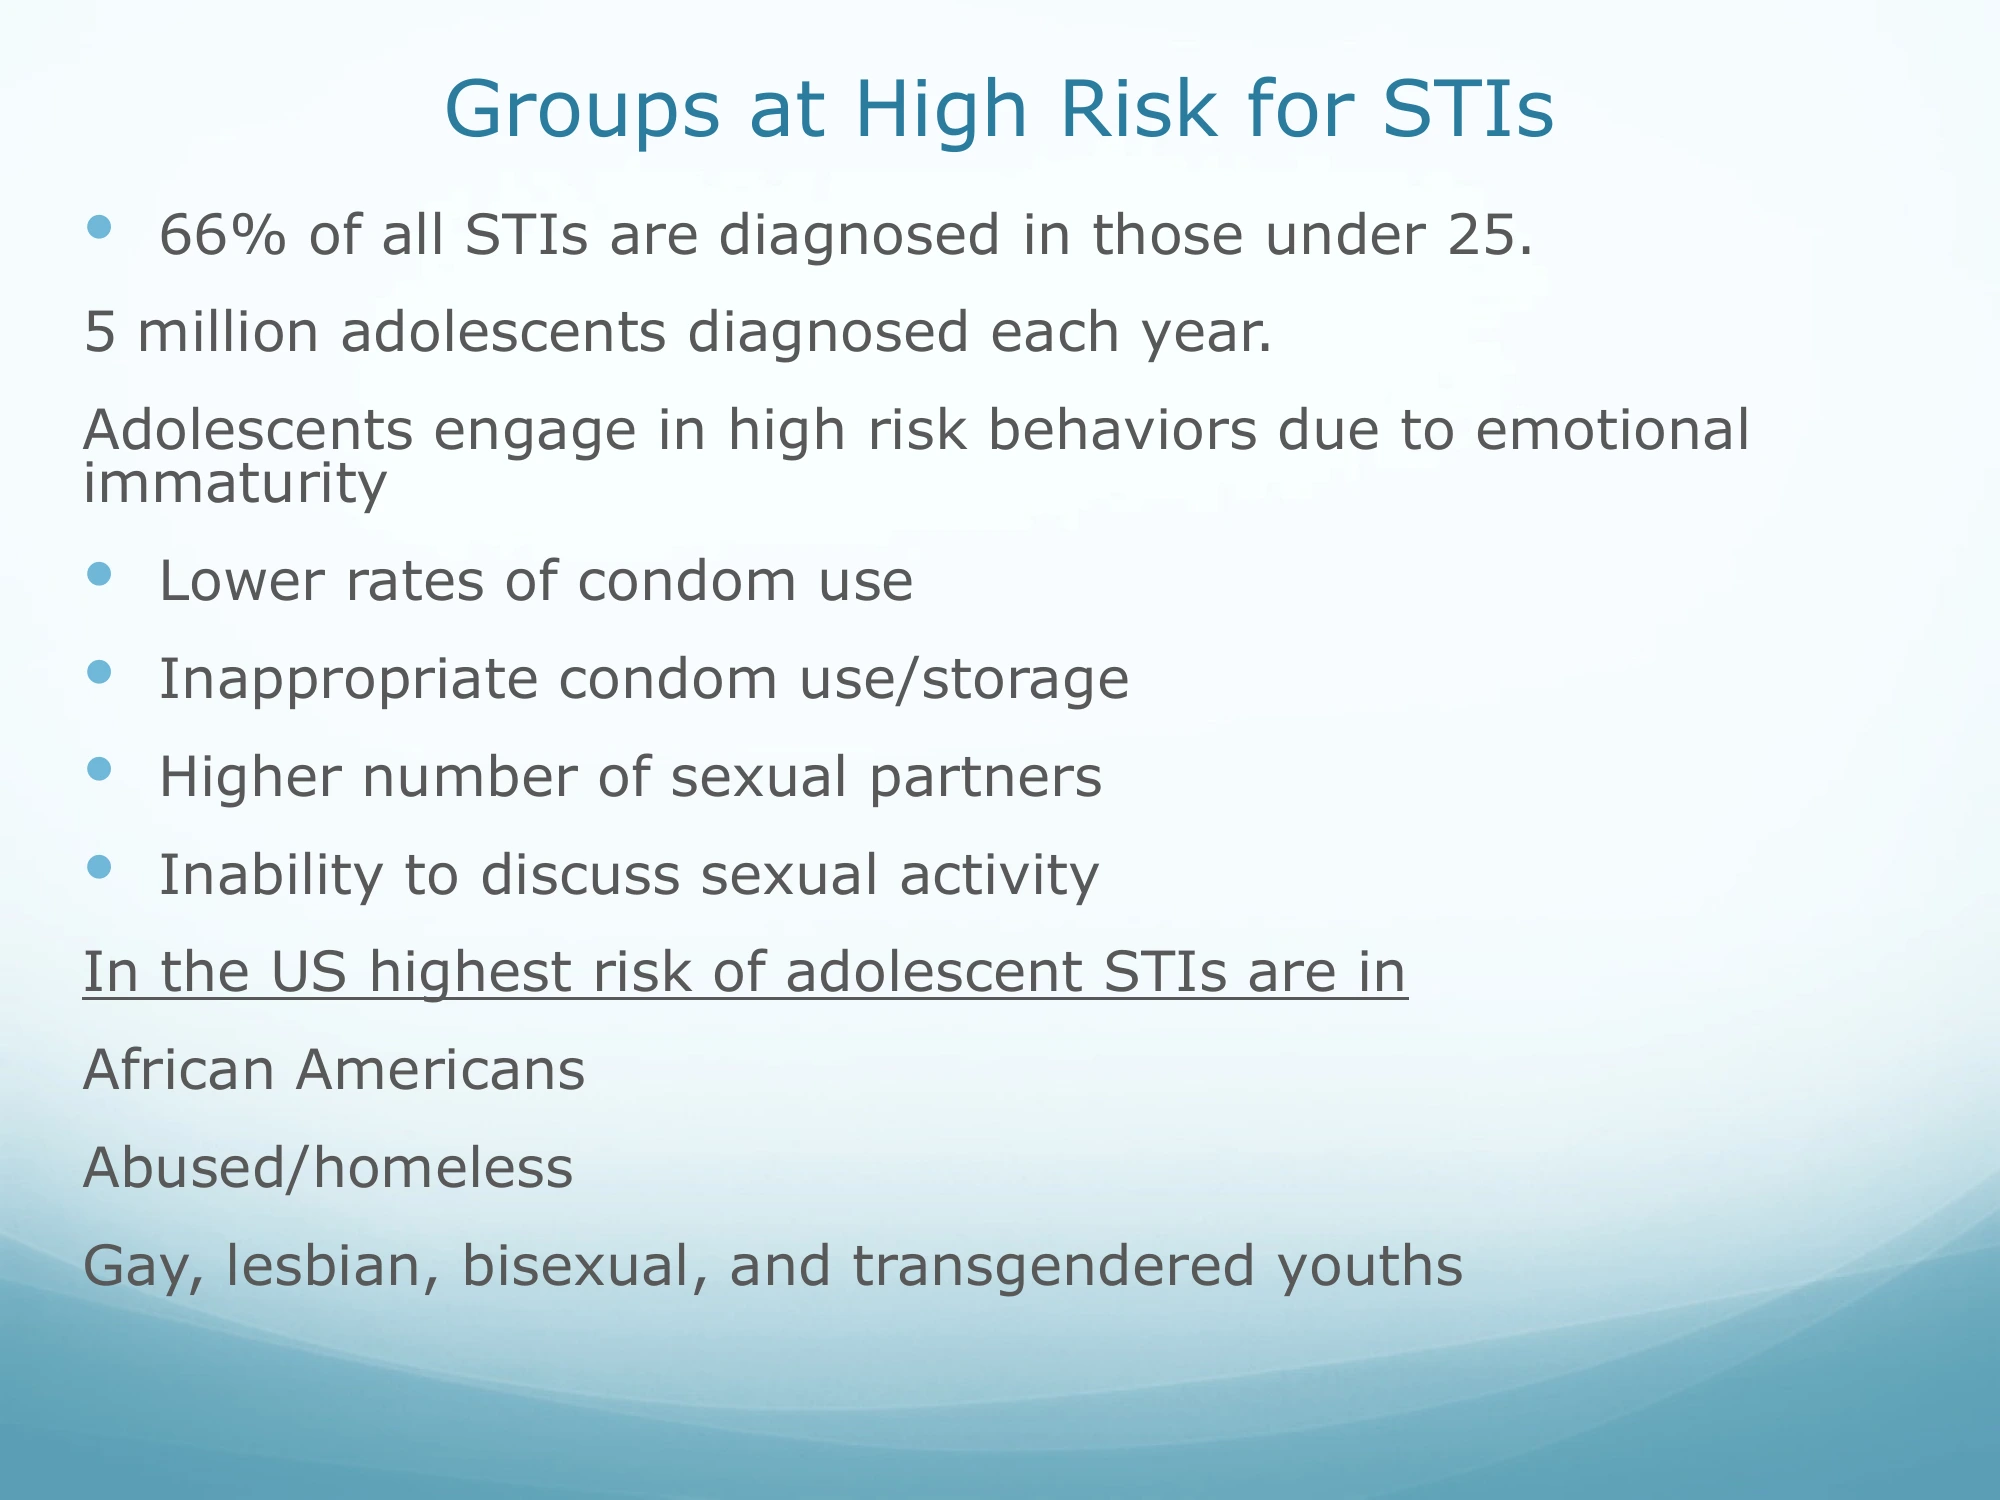 Groups at High Risk for STIs
• 66% of all STIs are diagnosed in those under 25.
5 million adolescents diagnosed each year.
Adolescents engage in high risk behaviors due to emotional
immaturity
• Lower rates of condom use
• Inappropriate condom use/storage
• Higher number of sexual partners
• Inability to discuss sexual activity
In the US highest risk of adolescent STIs are in
African Americans
Abused/homeless
Gay, lesbian, bisexual, and transgendered youths